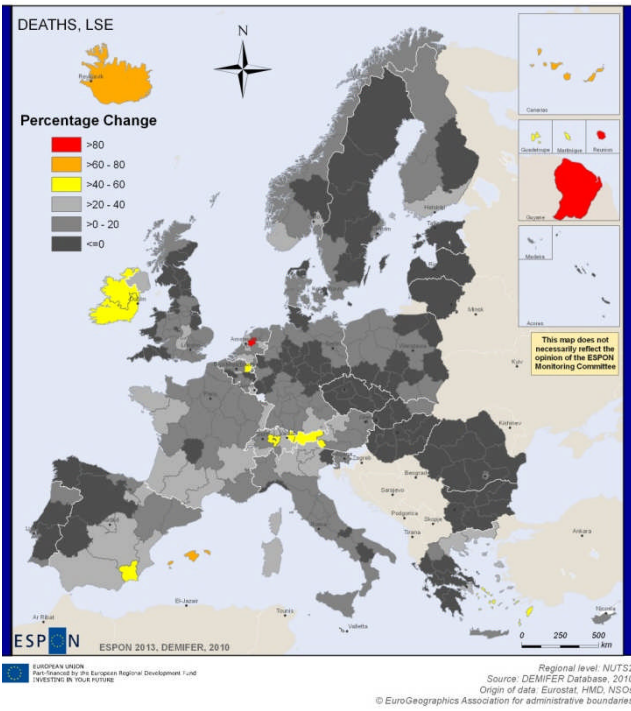 DEATHS, LSE
N
Reykjavik
Canarias
Percentage Change
>80
>60 - 80
>40 - 60
>20 - 40
>0 - 20
<=0
Guadeloupe
Martinique
Reunion
Guyane
Helsinki
Madeira
Acores
Dublin
Minsk
This map does not
necessarily reflect the
opinion of the ESPON
Monitoring Committee
Kyiv
Kishinev
Zagreb
Beograd
Sarajevo
Podgorica
Skopje
Tirana
Ankara
El-Jazair
Tounis
Ar Ribat
Valletta
Nicosia
0 250 500
km
ESPON
ESPON 2013, DEMIFER, 2010
EUROPEAN UNION
Part-financed by the European Regional Development Fund
INVESTING IN YOUR FUTURE
Regional level: NUTS2
Source: DEMIFER Database, 2010
Origin of data: Eurostat, HMD, NSOs
© EuroGeographics Association for administrative boundaries